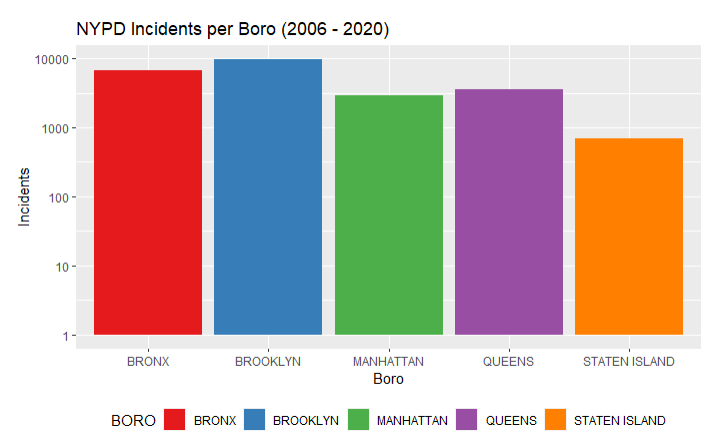 NYPD Incidents per Boro (2006 - 2020)
10000
1000
100
10
1
Incidents
BRONX BROOKLYN MANHATTAN QUEENS STATEN ISLAND
Boro
BORO BRONX BROOKLYN MANHATTAN QUEENS STATEN ISLAND